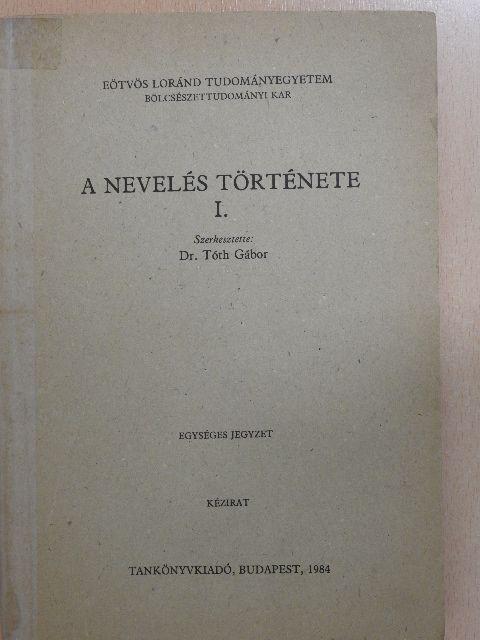 EÖTVÖS LORÁND TUDOMÁNYEGYETEM
BÖLCSÉSZETTUDOMÁNYI KAR
A NEVELÉS TÖRTÉNETE
I.
Szerkesztette:
Dr. Tóth Gábor
EGYSÉGES JEGYZET
KÉZIRAT
TANKÖNYVKIADÓ, BUDAPEST, 1984